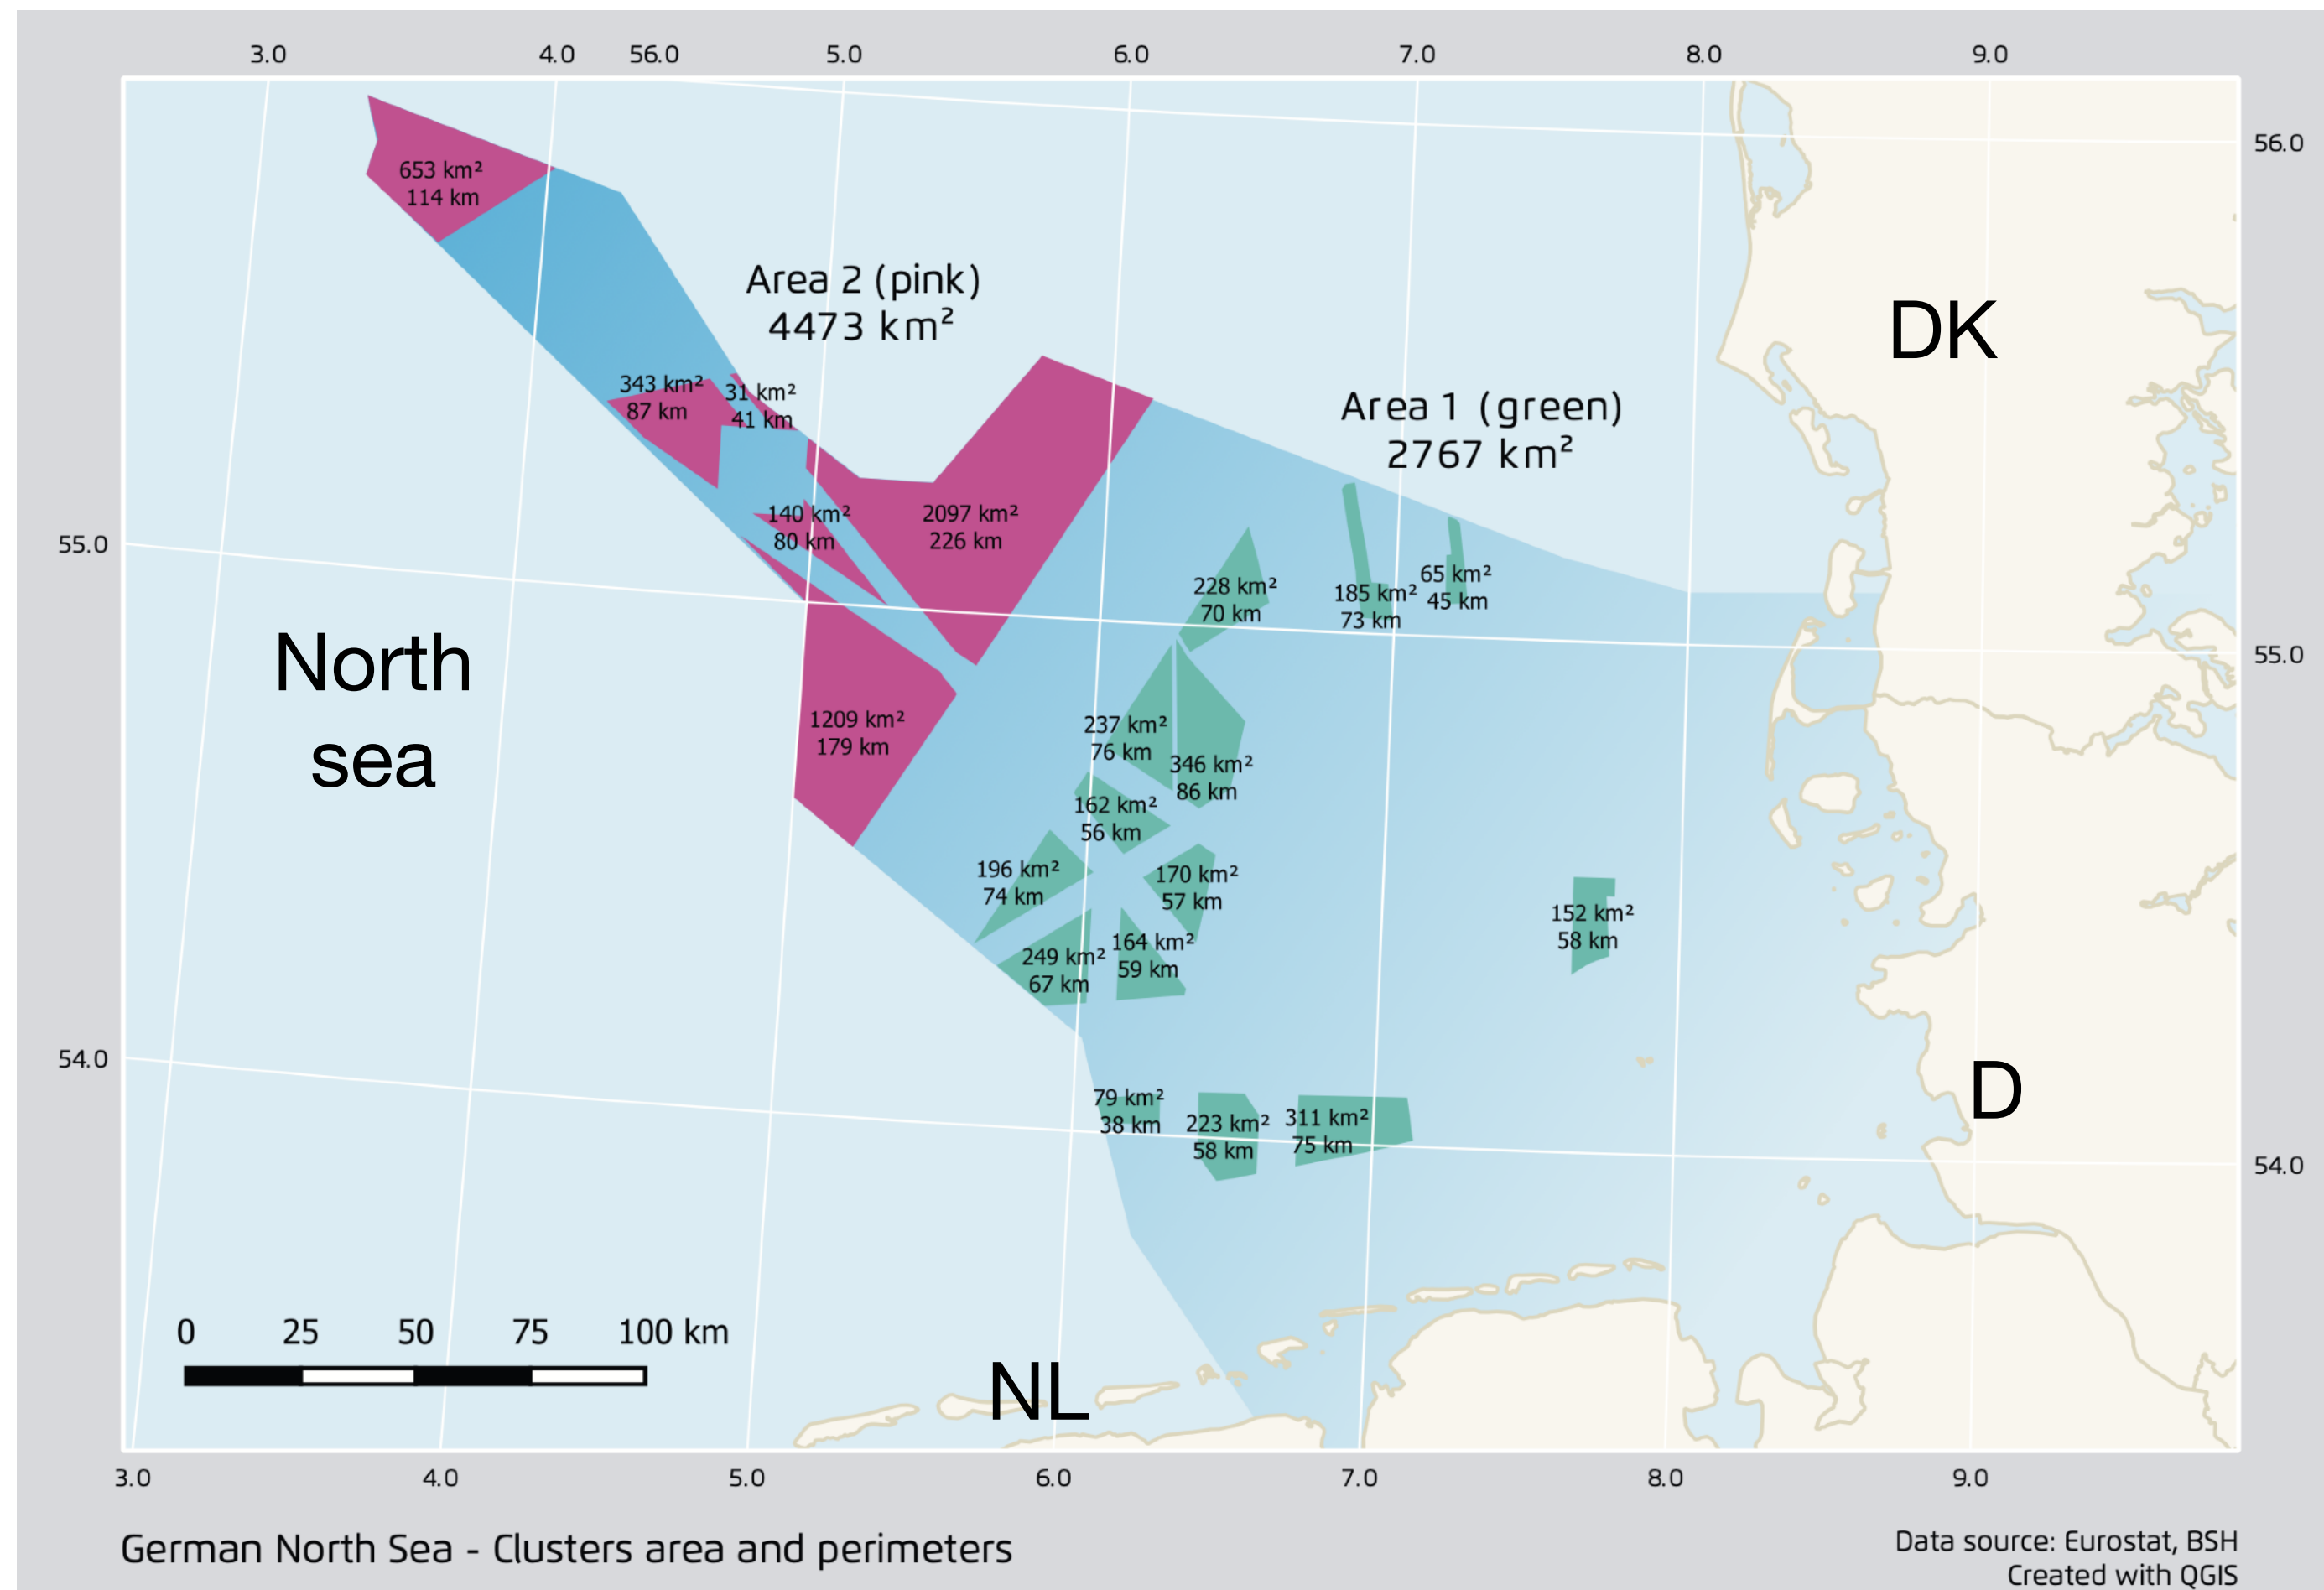 3.0 4.0 56.0 5.0 6.0 7.0 8.0 9.0
56.0
653 km²
114 km
Area 2 (pink)
4473 km²
DK
343 km²
87 km
31 km²
41 km
Area 1 (green)
2767 km²
140 km²
80 km
2097 km²
226 km
55.0
228 km²
70 km
185 km²
73 km
65 km²
45 km
55.0
North
sea
1209 km²
179 km
237 km²
76 km
346 km²
86 km
162 km²
56 km
196 km²
74 km
170 km²
57 km
152 km²
58 km
249 km²
67 km
164 km²
59 km
54.0
D
79 km²
38 km
223 km²
58 km
311 km²
75 km
54.0
0 25 50 75 100 km
NL
3.0 4.0 5.0 6.0 7.0 8.0 9.0
German North Sea - Clusters area and perimeters
Data source: Eurostat, BSH
Created with QGIS